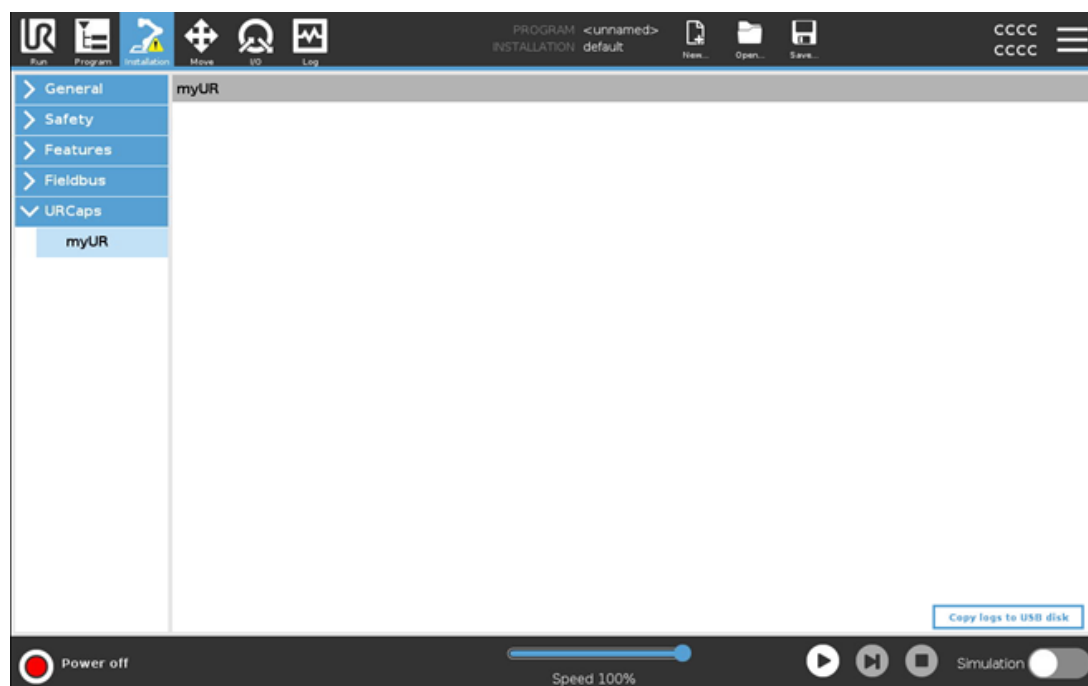 UR
PROGRAM <unnamed>
INSTALLATION default
CCCC
CCCC
Run Program Installation Move I/O Log New... Open... Save...
General
myUR
Safety
Features
Fieldbus
URCaps
myUR
Copy logs to USB disk
Power off
Speed 100%
Simulation